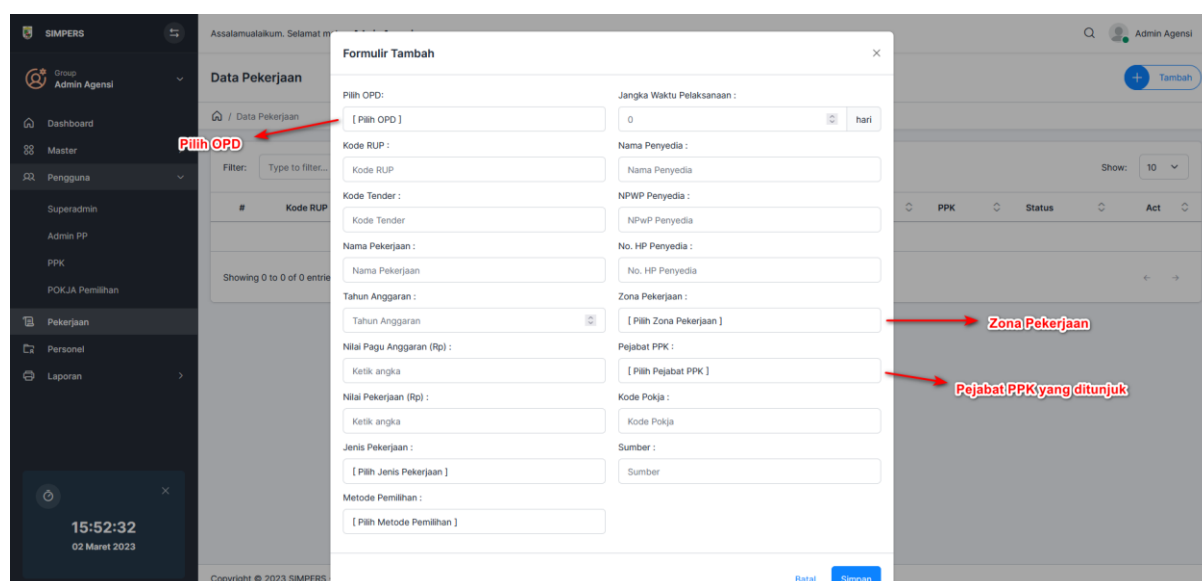 SIMPERS
Group
Admin Agensi
Dashboard
Master
Pengguna
Superadmin
Admin PP
PPK
POKJA Pemilihan
Pekerjaan
Personel
Laporan
15:52:32
02 Maret 2023
Assalamualaikum. Selamat
Admin Agensi
Data Pekerjaan
Tambah
/ Data Pekerjaan
Pilih OPD
Filter:
Type to filter...
Show:
10
#
Kode RUP
PPK
Status
Act
Showing 0 to 0 of 0 entrie
Copyright © 2023 SIMPERS
Formulir Tambah
Pilih OPD:
[ Pilih OPD ]
Kode RUP :
Kode RUP
Kode Tender :
Kode Tender
Nama Pekerjaan :
Nama Pekerjaan
Tahun Anggaran :
Tahun Anggaran
Nilai Pagu Anggaran (Rp) :
Ketik angka
Nilai Pekerjaan (Rp) :
Ketik angka
Jenis Pekerjaan :
[ Pilih Jenis Pekerjaan ]
Metode Pemilihan :
[ Pilih Metode Pemilihan ]
Jangka Waktu Pelaksanaan :
0
hari
Nama Penyedia :
Nama Penyedia
NPWP Penyedia :
NPwP Penyedia
No. HP Penyedia :
No. HP Penyedia
Zona Pekerjaan :
[ Pilih Zona Pekerjaan ]
Zona Pekerjaan
Pejabat PPK :
[ Pilih Pejabat PPK ]
Pejabat PPK yang ditunjuk
Kode Pokja :
Kode Pokja
Sumber :
Sumber
Batal
Simpan